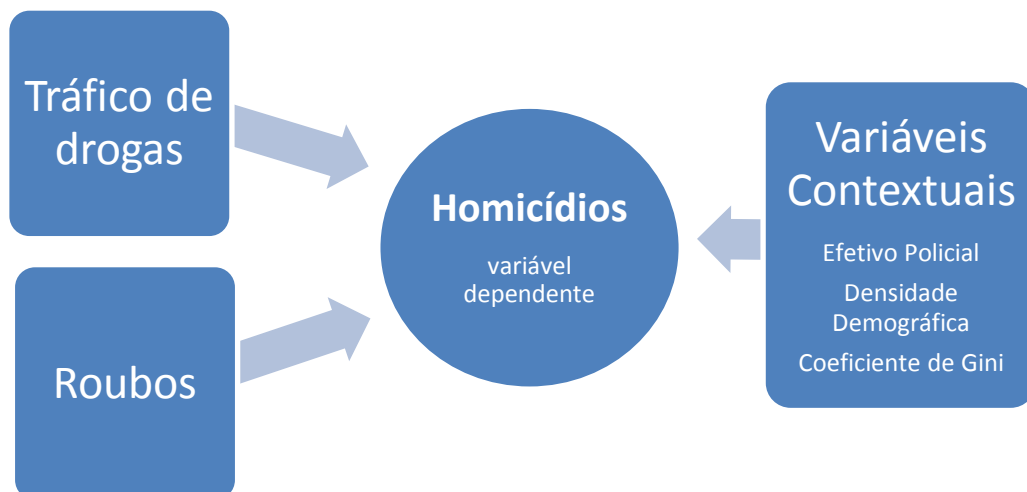 Tráfico de
drogas
Roubos
Homicídios
variável
dependente
Variáveis
Contextuais
Efetivo Policial
Densidade
Demográfica
Coeficiente de Gini